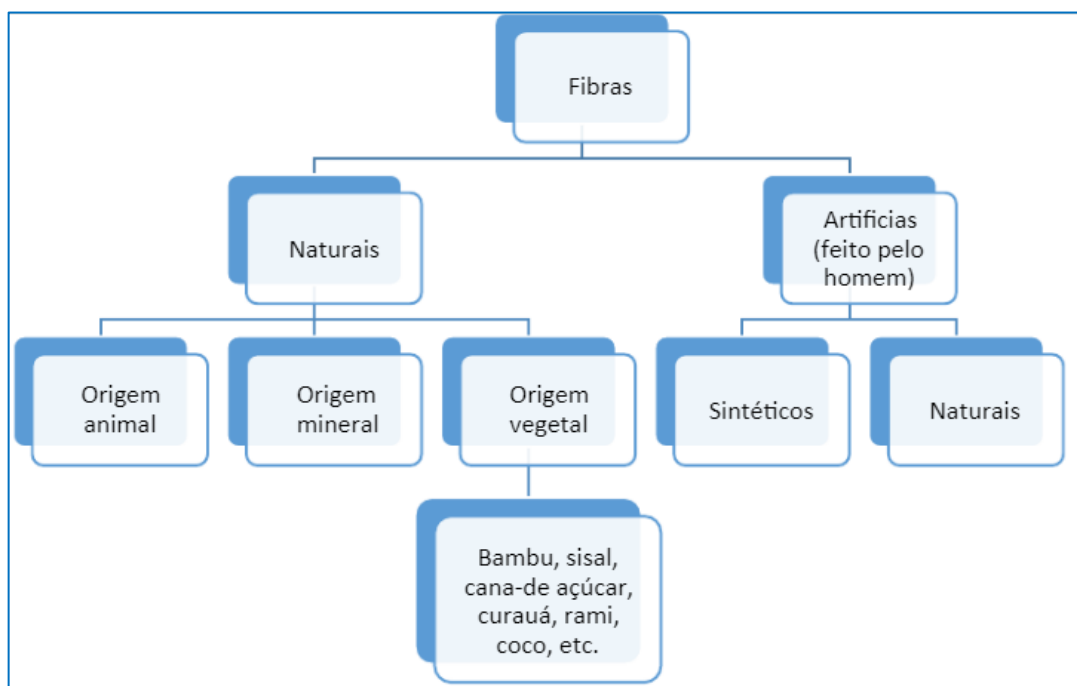 Fibras
Naturais
Artificias
(feito pelo
homem)
Origem
animal
Origem
mineral
Origem
vegetal
Sintéticos
Naturais
Bambu, sisal,
cana-de açúcar,
curauá, rami,
coco, etc.